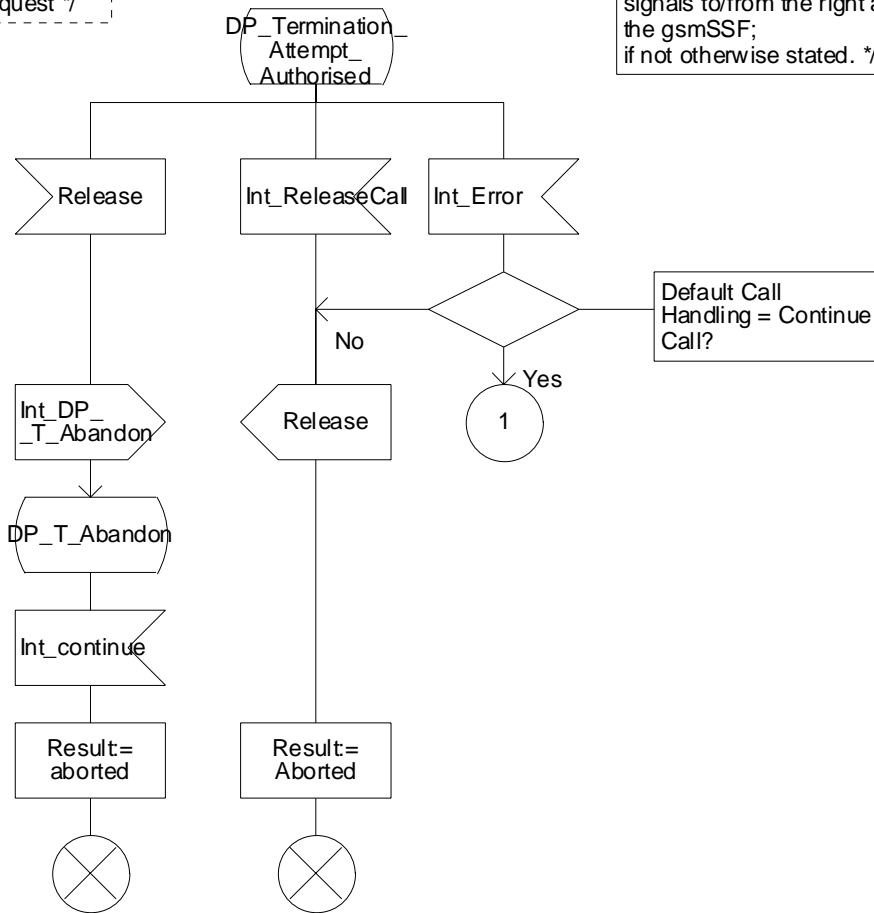 quest */
signals to/from the right a
the gsmSSF;
if not otherwise stated. */
DP_Termination_
Attempt_
Authorised
Release
Int_ReleaseCall
Int_Error
Default Call
Handling = Continue
Call?
No
Yes
Int_DP_
_T_Abandon
Release
1
DP_T_Abandon
Int_continue
Result:=
aborted
Result:=
Aborted